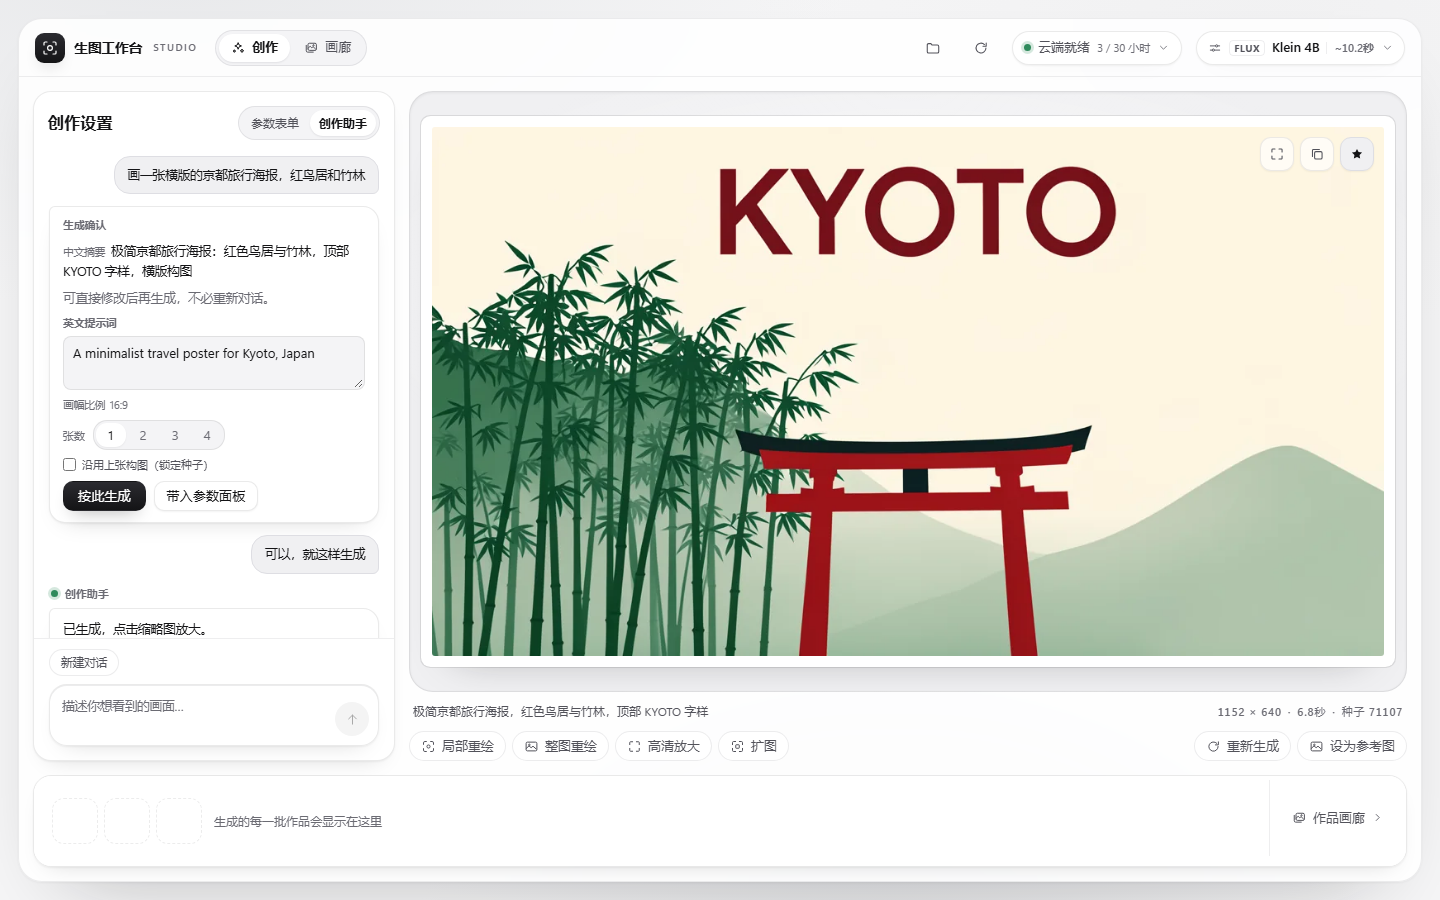 生图工作台 STUDIO 创作 画廊 云端就绪 3 / 30 小时 FLUX Klein 4B ~10.2秒
创作设置 参数表单 创作助手
画一张横版的京都旅行海报，红鸟居和竹林
生成确认
中文摘要 极简京都旅行海报：红色鸟居与竹林，顶部
KYOTO 字样，横版构图
可直接修改后再生成，不必重新对话。
英文提示词
A minimalist travel poster for Kyoto, Japan
画幅比例 16:9
张数 1 2 3 4
沿用上张构图（锁定种子）
按此生成 带入参数面板
可以，就这样生成
创作助手
已生成，点击缩略图放大。
新建对话
描述你想看到的画面...
KYOTO
极简京都旅行海报，红色鸟居与竹林，顶部 KYOTO 字样 1152 × 640 · 6.8秒 · 种子 71107
局部重绘 整图重绘 高清放大 扩图 重新生成 设为参考图
生成的每一批作品会显示在这里 作品画廊